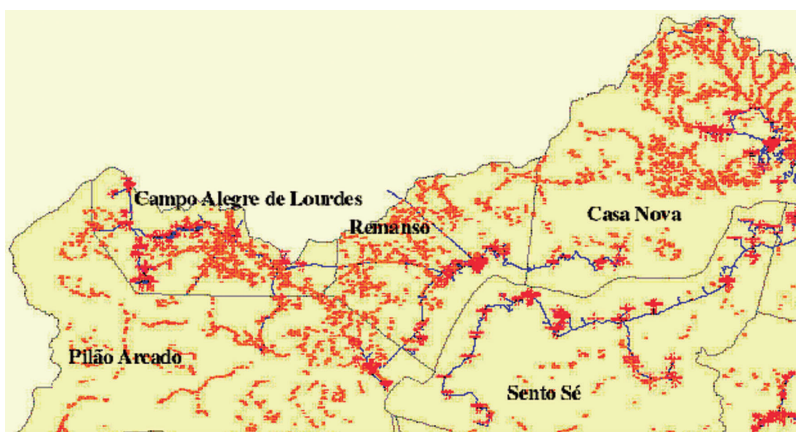 Campo Alegre de Lourdes
Remanso
Casa Nova
Pilão Arcado
Sento Sé